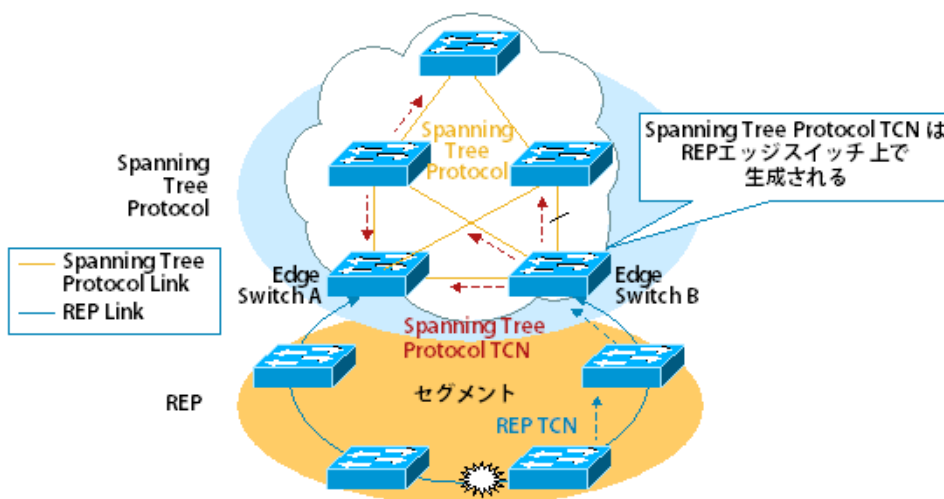 Spanning
Tree
Protocol
Spanning Tree Protocol TCN は
REPエッジスイッチ上で
生成される
Spanning
Tree
Protocol
Spanning Tree
Protocol Link
REP Link
Edge
Switch A
Edge
Switch B
Spanning Tree
Protocol TCN
REP
セグメント
REP TCN